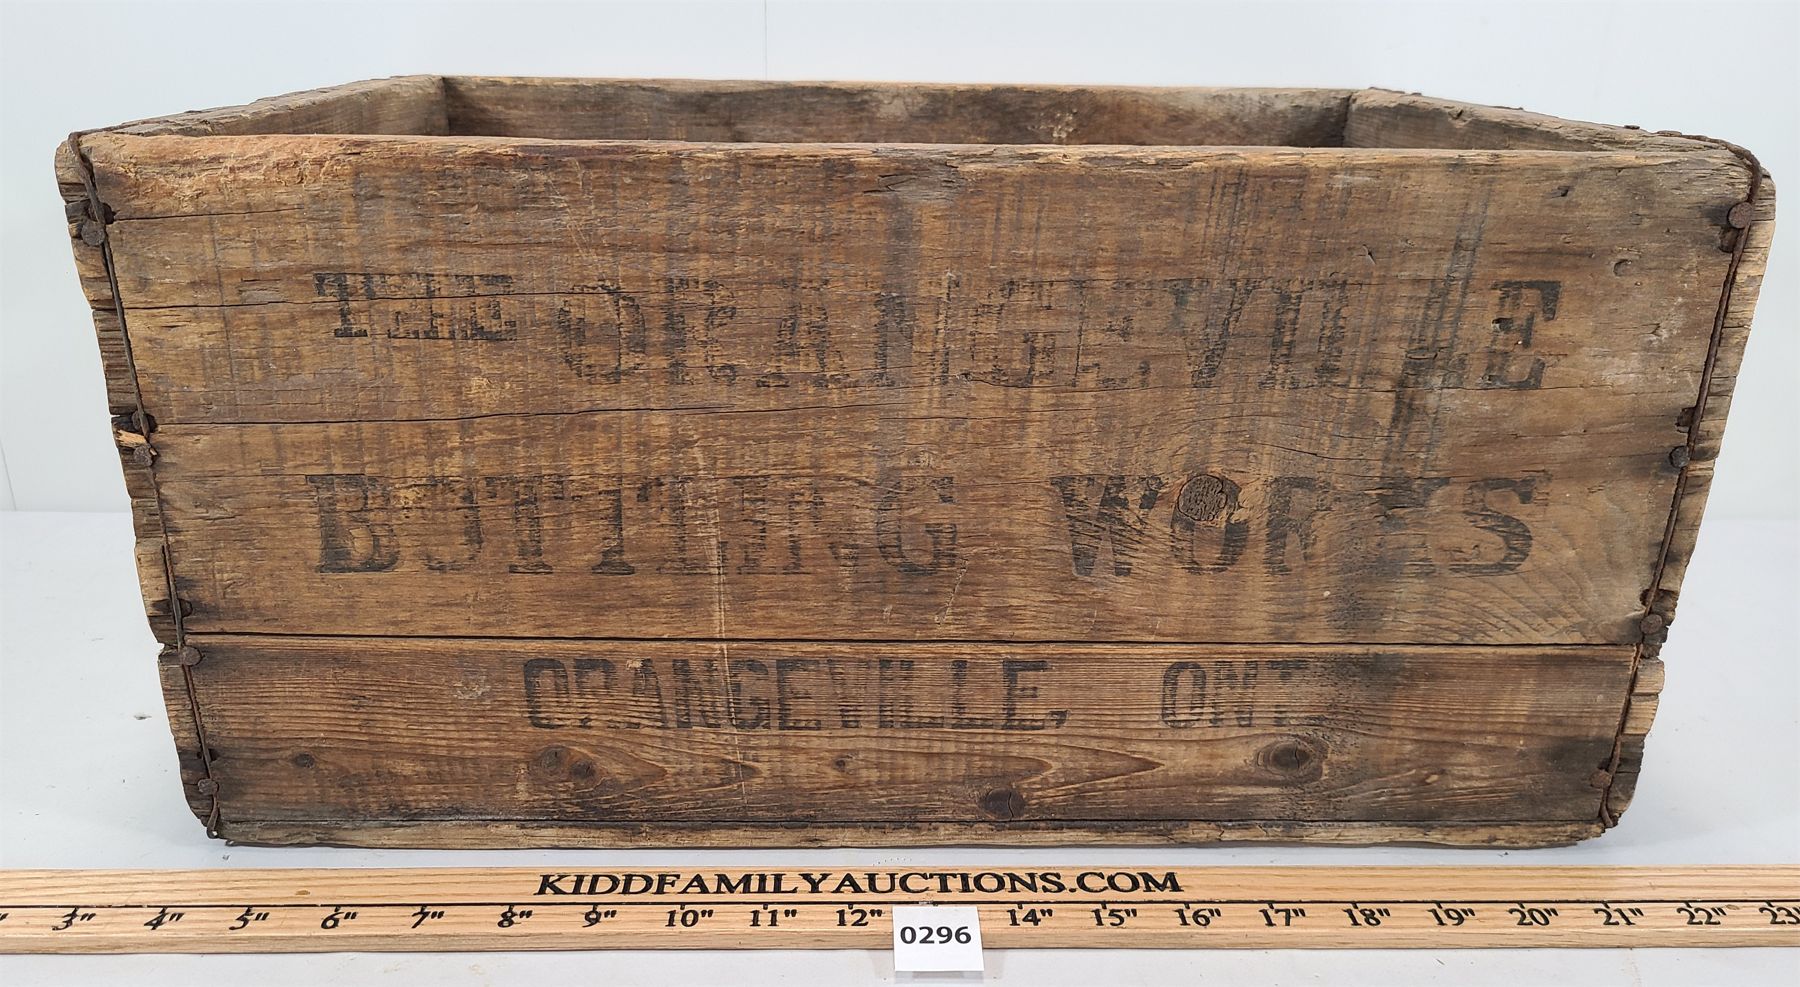 THE ORANGEVILLE
BOTTLING WORKS
ORANGEVILLE, ONT.
KIDDFAMILYAUCTIONS.COM
3" 4" 5" 6" 7" 8" 9" 10" 11" 12" 14" 15" 16" 17" 18" 19" 20" 21" 22" 23"
0296